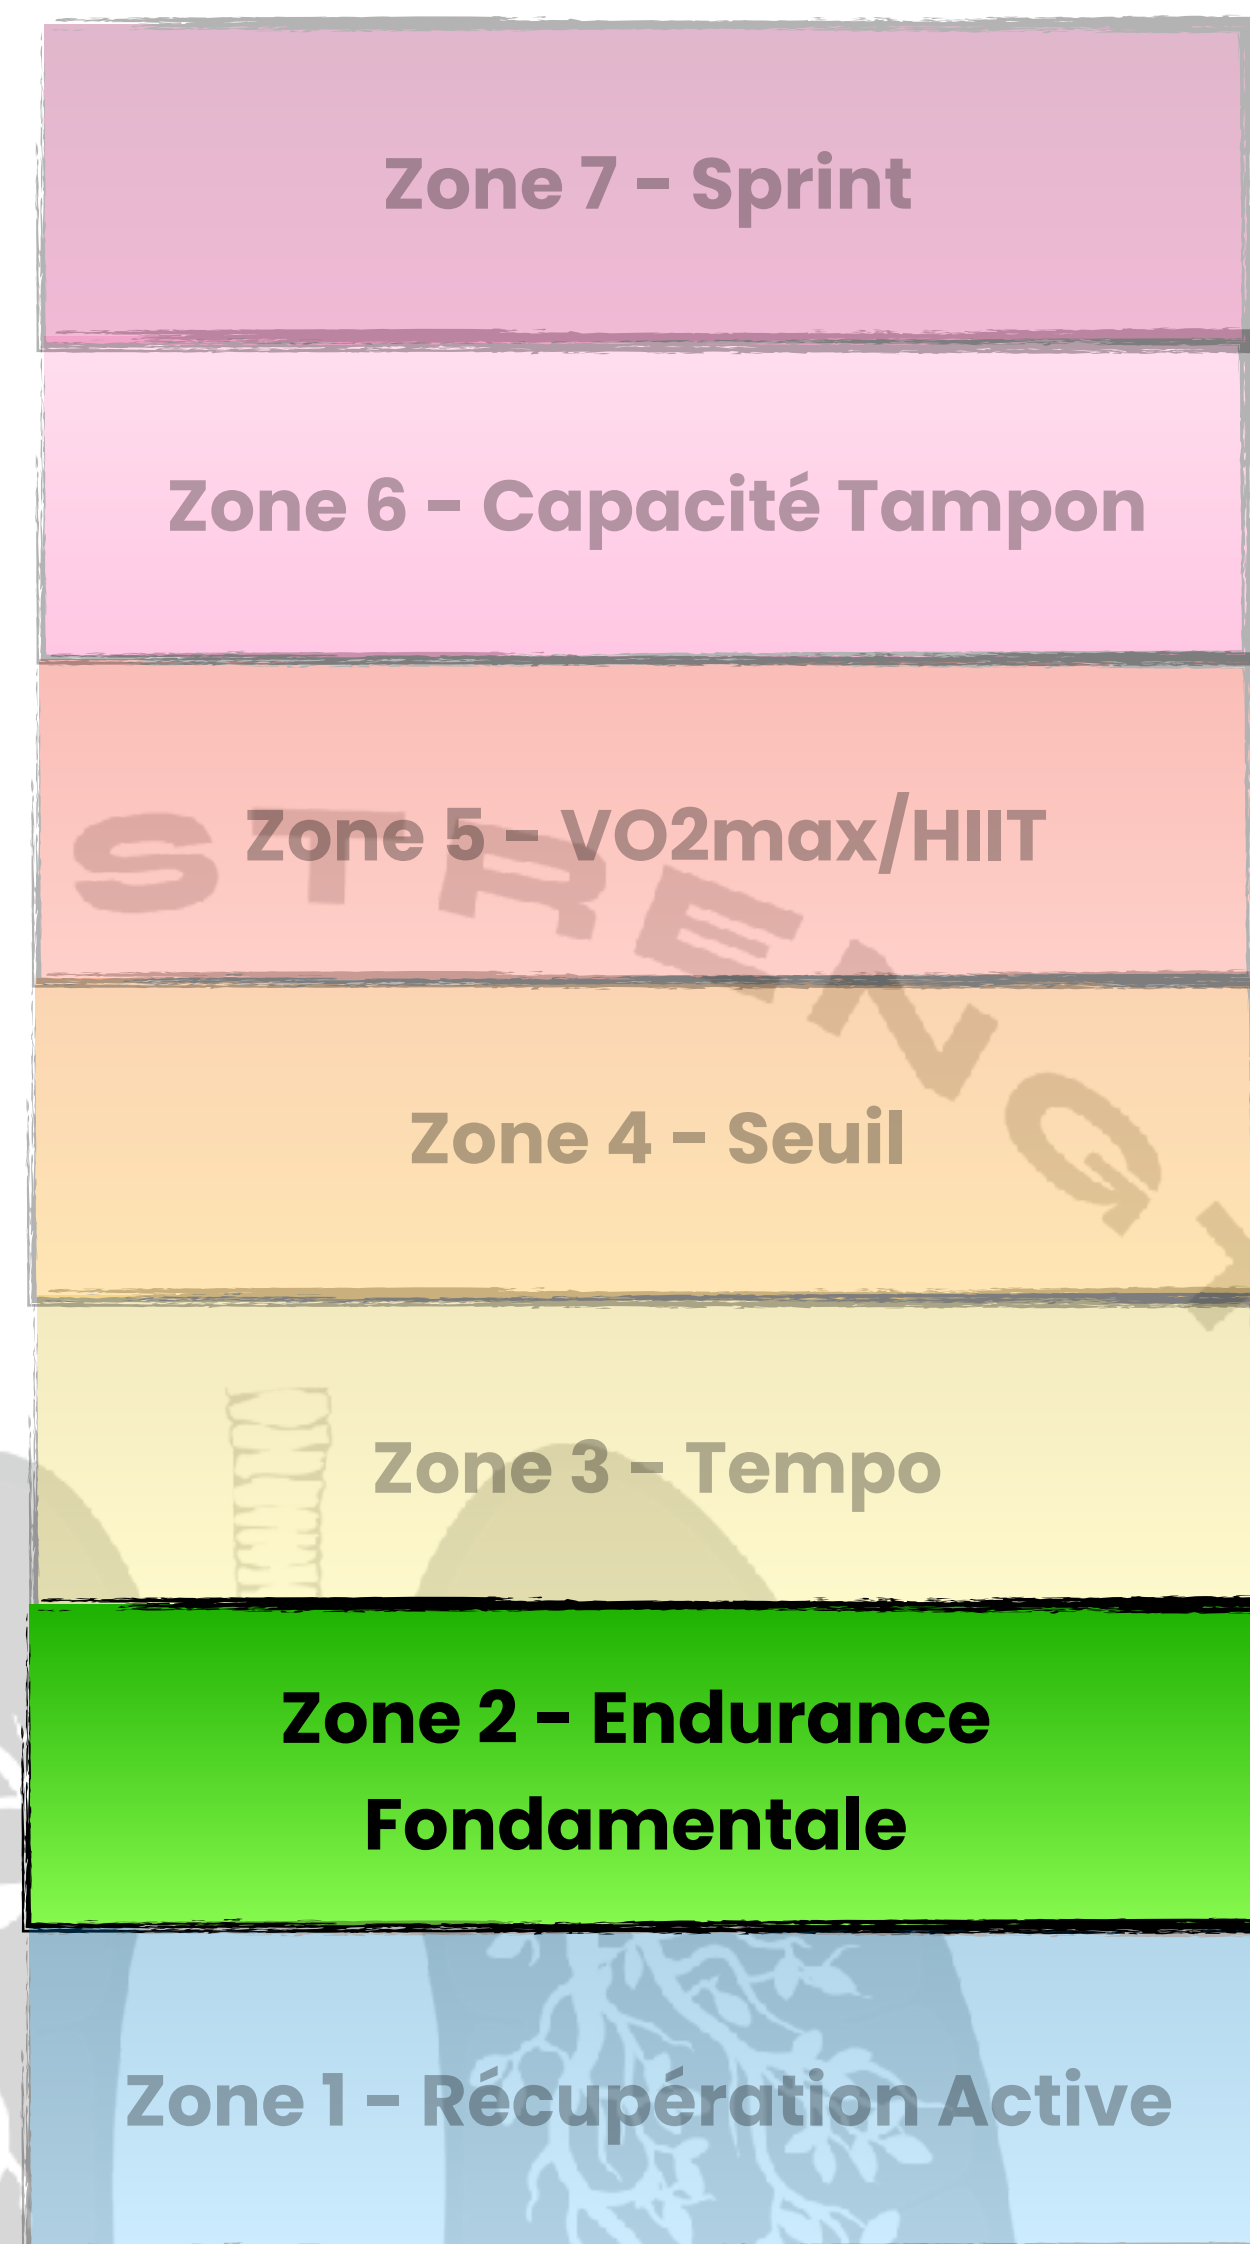 Zone 7 - Sprint
Zone 6 - Capacité Tampon
Zone 5 - VO2max/HIIT
STRENG
Zone 4 - Seuil
Zone 3 - Tempo
Zone 2 - Endurance
Fondamentale
Zone 1 - Récupération Active